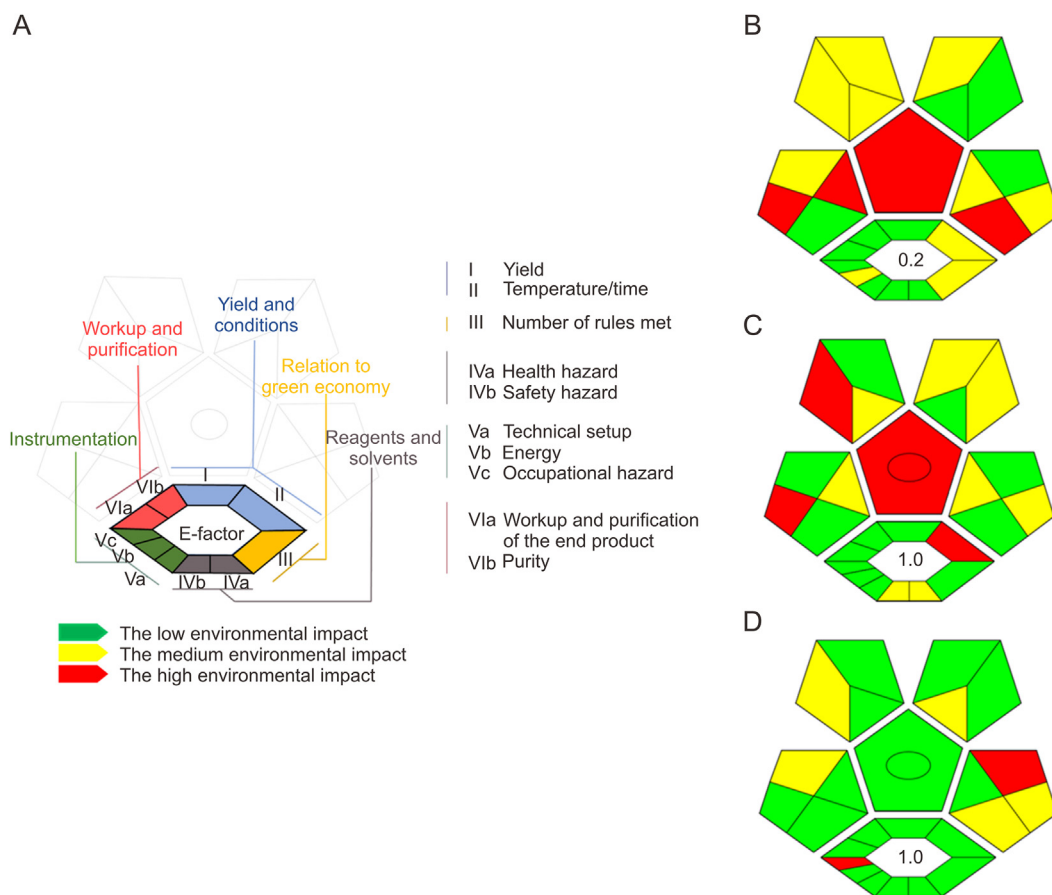 A
B
0.2
I Yield
II Temperature/time
III Number of rules met
IVa Health hazard
IVb Safety hazard
Va Technical setup
Vb Energy
Vc Occupational hazard
VIa Workup and purification
of the end product
VIb Purity
Yield and
conditions
Workup and
purification
Relation to
green economy
Instrumentation
Reagents and
solvents
I
II
III
IVa
IVb
Va
Vb
Vc
VIa
VIb
E-factor
The low environmental impact
The medium environmental impact
The high environmental impact
C
1.0
D
1.0